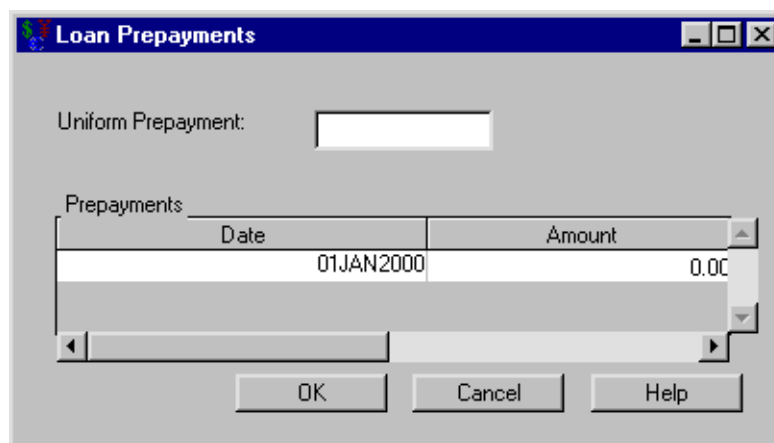 Loan Prepayments
Uniform Prepayment:
Prepayments
Date Amount
01JAN2000 0.00
OK Cancel Help